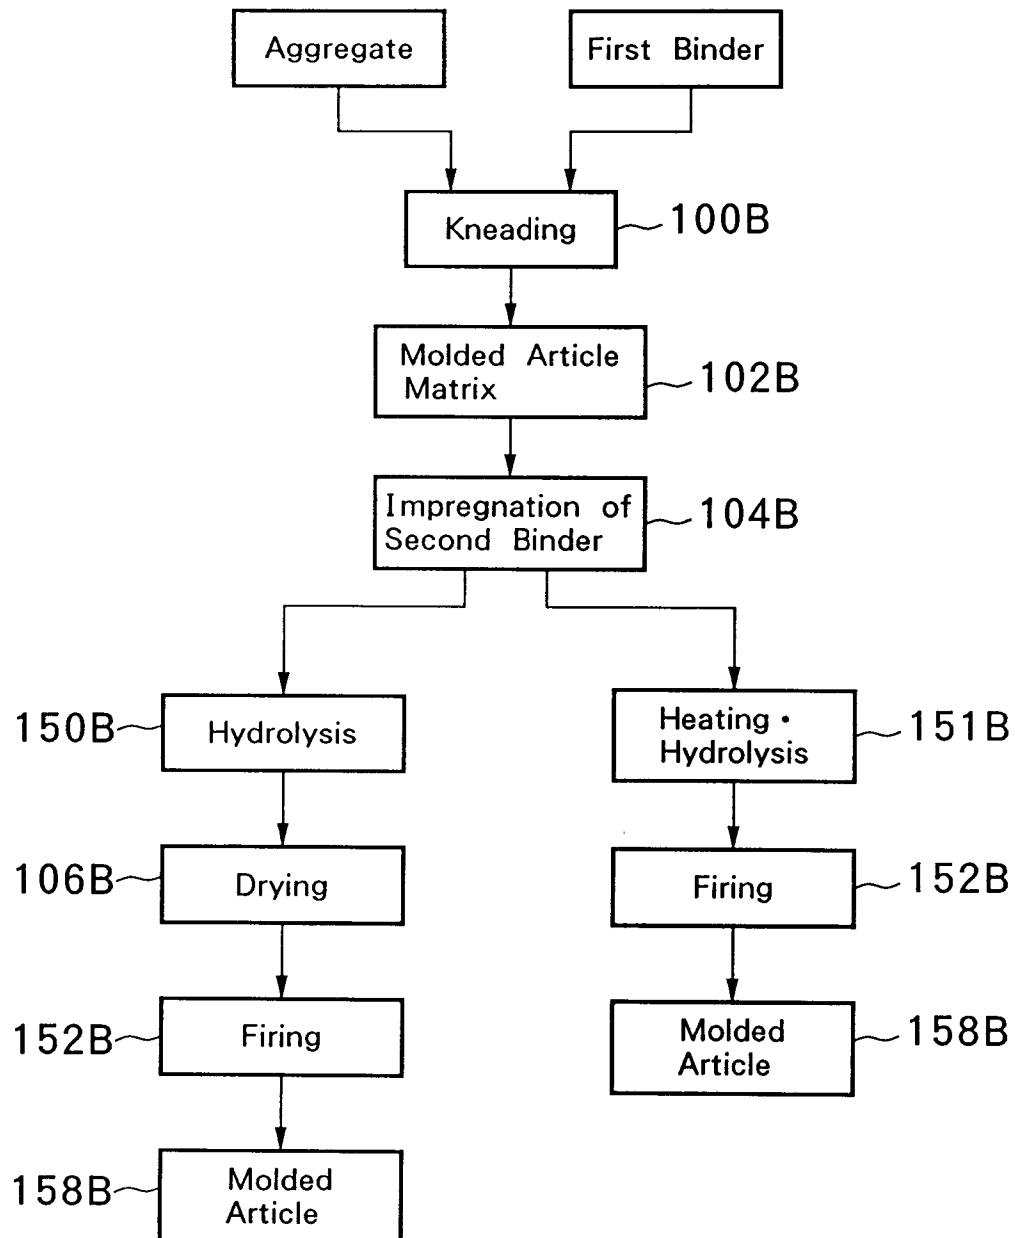 Aggregate
First Binder
Kneading
100B
Molded Article
Matrix
102B
Impregnation of
Second Binder
104B
150B
Hydrolysis
Heating・
Hydrolysis
151B
106B
Drying
Firing
152B
152B
Firing
Molded
Article
158B
158B
Molded
Article